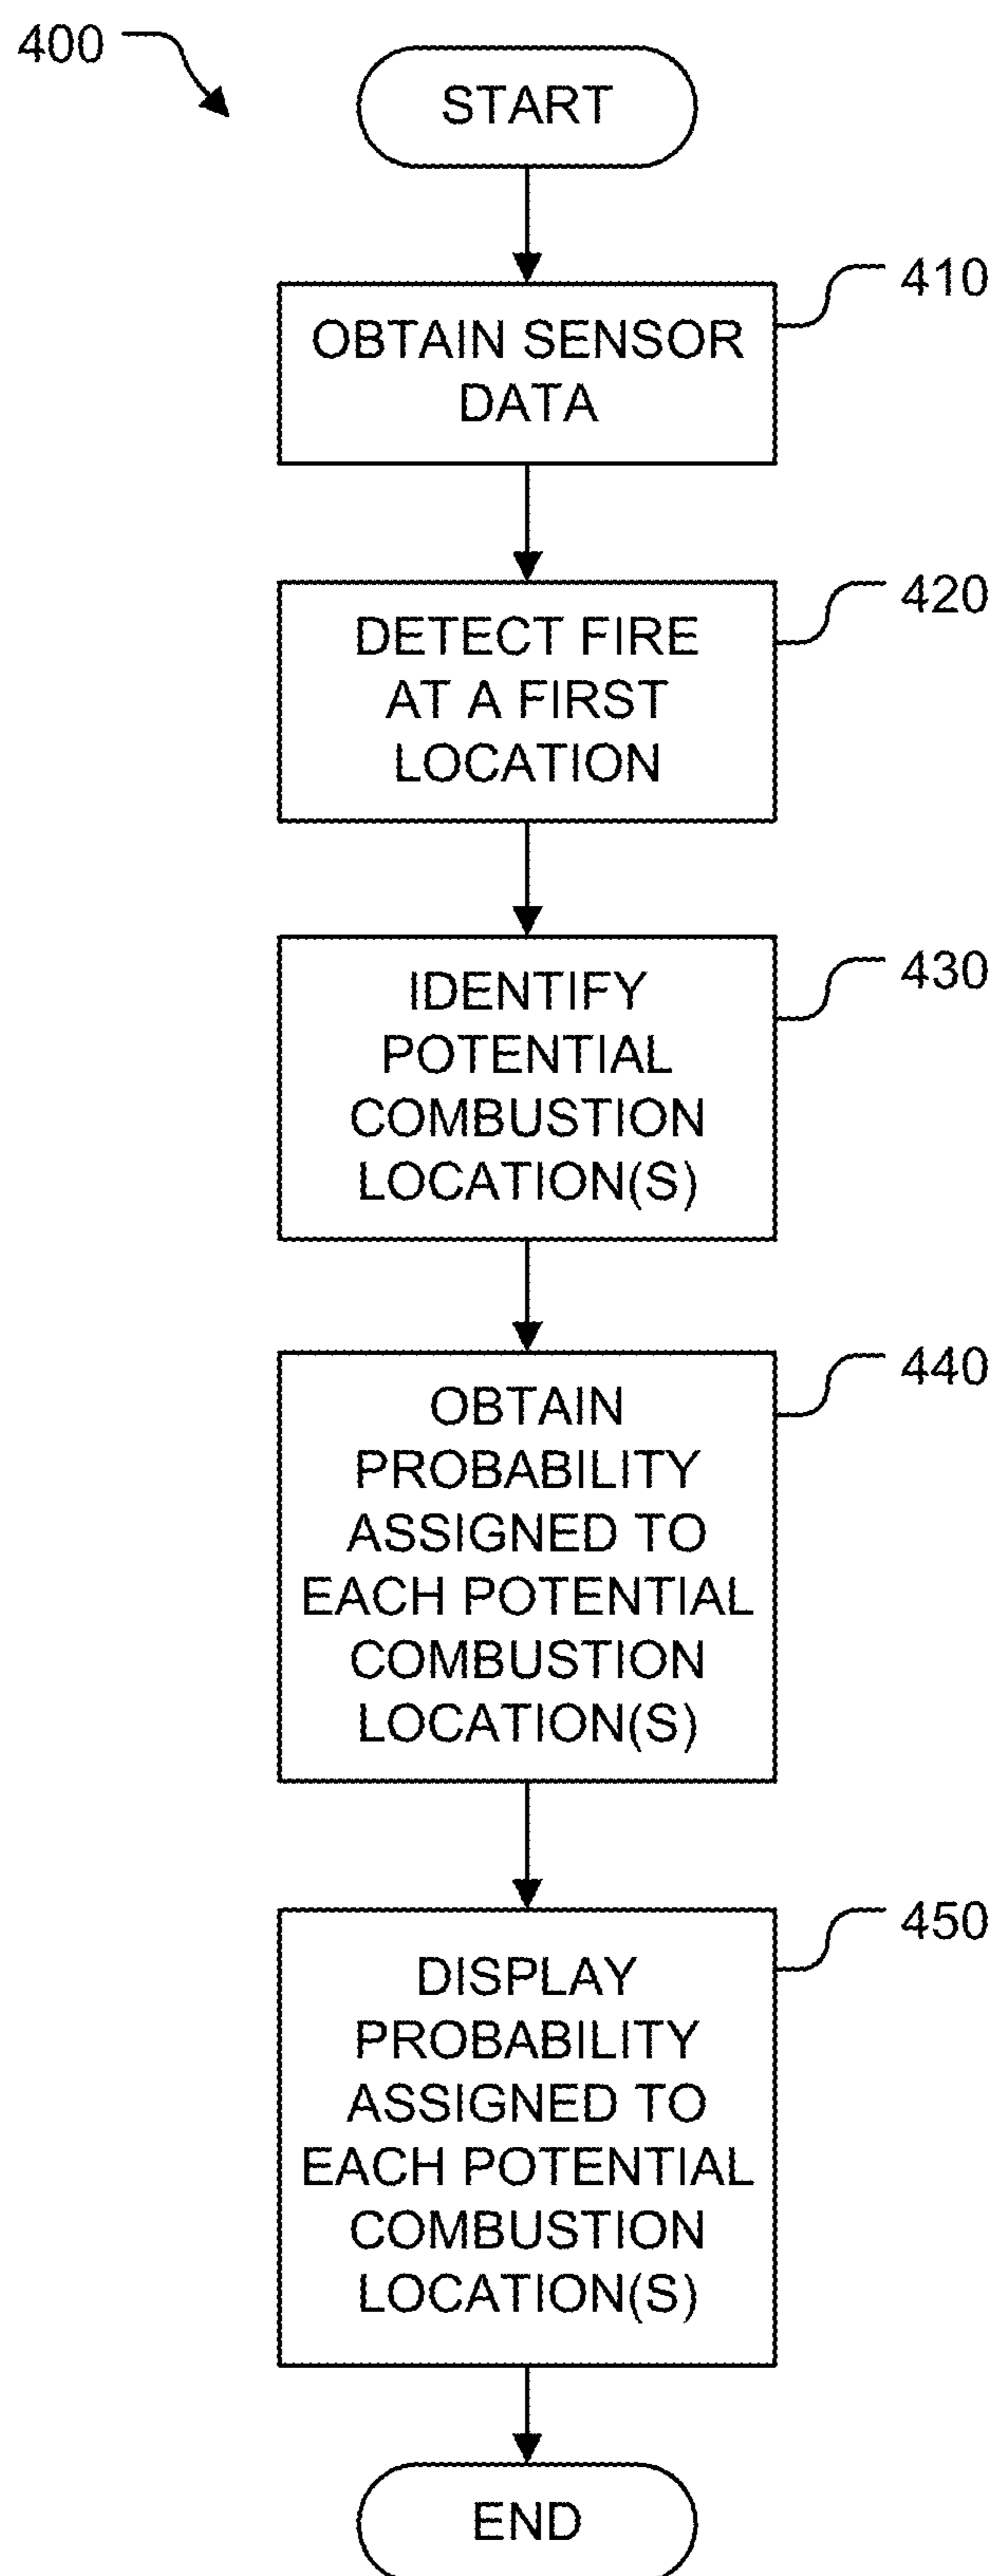 400
START
410
OBTAIN SENSOR
DATA
420
DETECT FIRE
AT A FIRST
LOCATION
430
IDENTIFY
POTENTIAL
COMBUSTION
LOCATION(S)
440
OBTAIN
PROBABILITY
ASSIGNED TO
EACH POTENTIAL
COMBUSTION
LOCATION(S)
450
DISPLAY
PROBABILITY
ASSIGNED TO
EACH POTENTIAL
COMBUSTION
LOCATION(S)
END